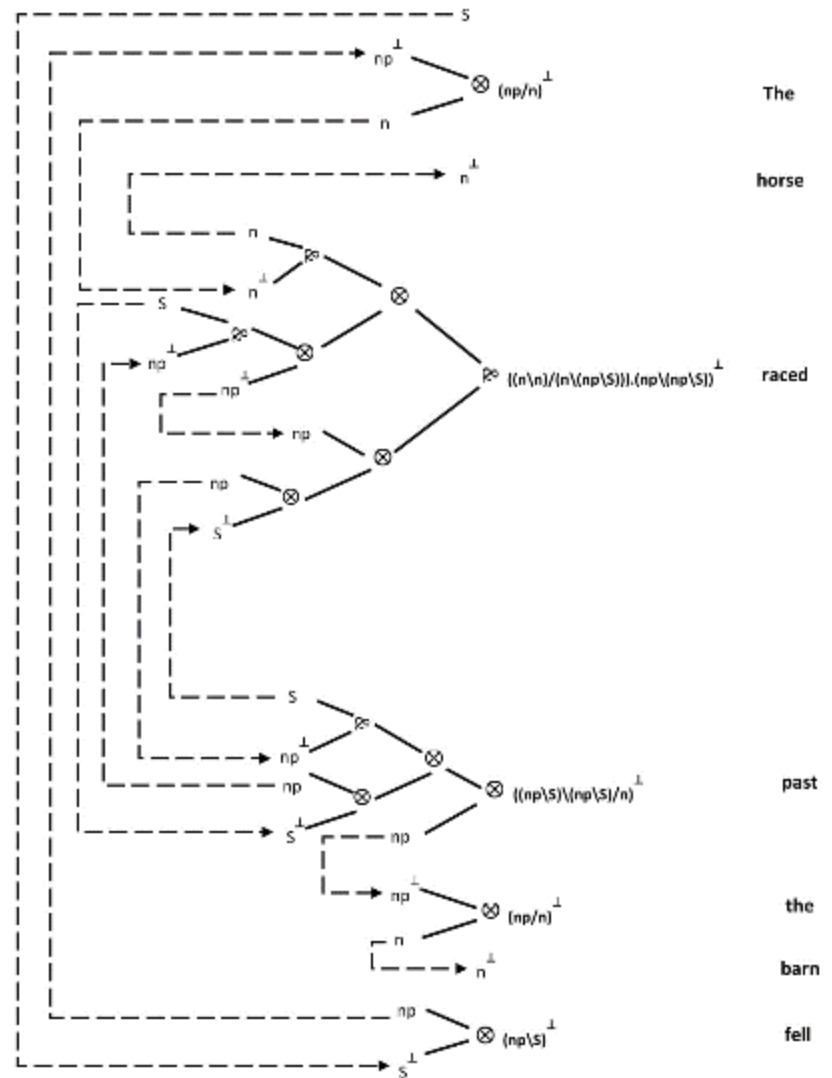 S
np⊥
⊗ (np/n)⊥ The
n
n⊥ horse
n
⅋
n⊥
⊗
S
⅋
⊗
np⊥
⅋ ((n\n)/(n\(np\S))).(np\(np\S))⊥ raced
np⊥
np
⊗
np
⊗
S⊥
S
⅋
np⊥
⊗
np
⊗ ((np\S)\(np\S)/n)⊥ past
⊗
S⊥
np
np⊥
⊗ (np/n)⊥ the
n
n⊥ barn
np
⊗ (np\S)⊥ fell
S⊥